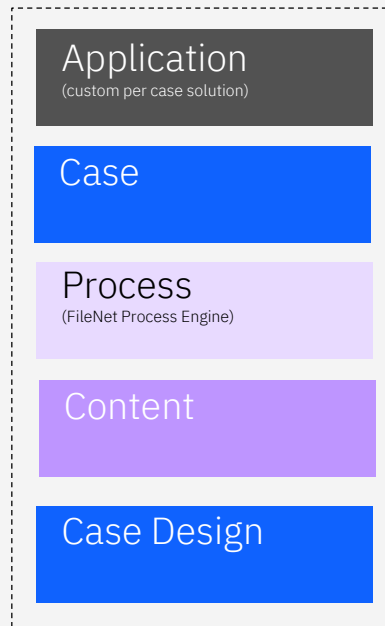 Application
(custom per case solution)
Case
Process
(FileNet Process Engine)
Content
Case Design